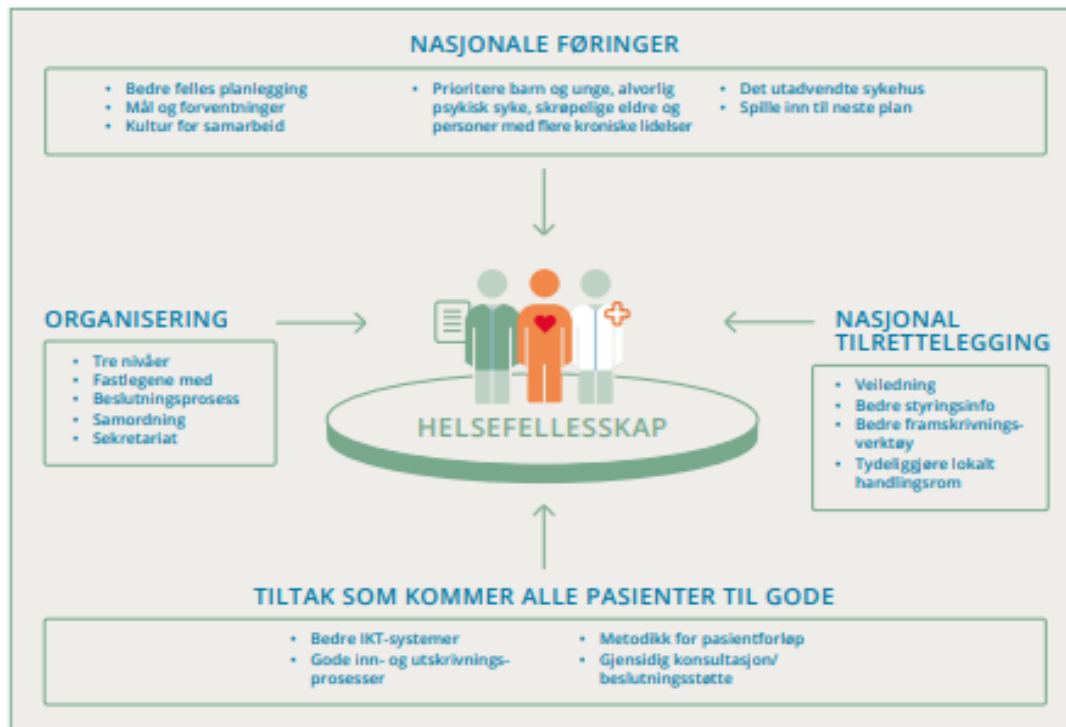 NASJONALE FØRINGER
• Bedre felles planlegging
• Mål og forventninger
• Kultur for samarbeid
• Prioritere barn og unge, alvorlig
psykisk syke, skrøpelige eldre og
personer med flere kroniske lidelser
• Det utadvendte sykehus
• Spille inn til neste plan
ORGANISERING
• Tre nivåer
• Fastlegene med
• Beslutningsprosess
• Samordning
• Sekretariat
HELSEFELLESSKAP
NASJONAL
TILRETTELEGGING
• Veiledning
• Bedre styringsinfo
• Bedre framskrivnings-
verktøy
• Tydeliggjøre lokalt
handlingsrom
TILTAK SOM KOMMER ALLE PASIENTER TIL GODE
• Bedre IKT-systemer
• Gode inn- og utskrivnings-
prosesser
• Metodikk for pasientforløp
• Gjensidig konsultasjon/
beslutningsstøtte